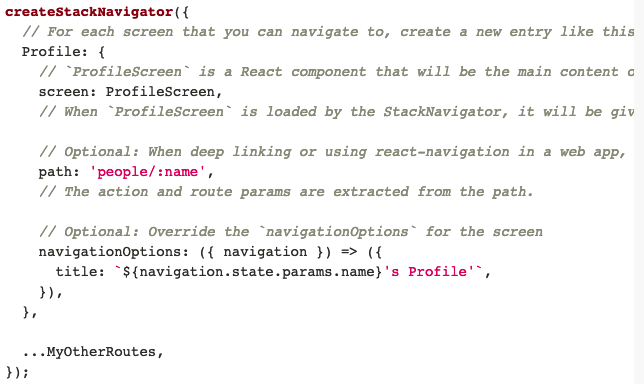 createStackNavigator({
  // For each screen that you can navigate to, create a new entry like this
  Profile: {
    // `ProfileScreen` is a React component that will be the main content o
    screen: ProfileScreen,
    // When `ProfileScreen` is loaded by the StackNavigator, it will be giv

    // Optional: When deep linking or using react-navigation in a web app,
    path: 'people/:name',
    // The action and route params are extracted from the path.

    // Optional: Override the `navigationOptions` for the screen
    navigationOptions: ({ navigation }) => ({
      title: `${navigation.state.params.name}'s Profile'`,
    }),
  },

  ...MyOtherRoutes,
});